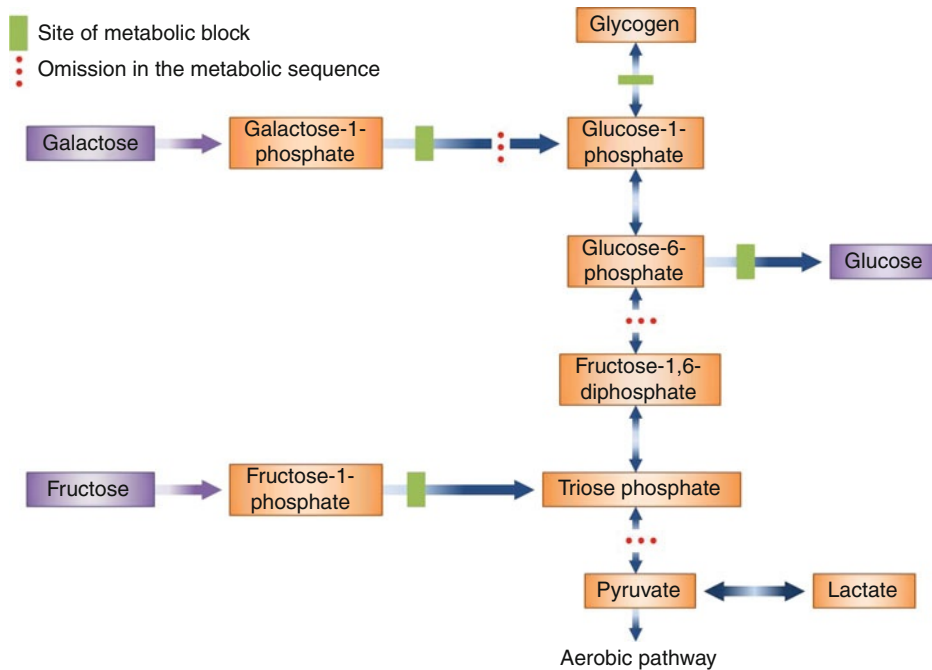 Site of metabolic block
Omission in the metabolic sequence
Glycogen
Galactose
Galactose-1-
phosphate
Glucose-1-
phosphate
Glucose-6-
phosphate
Glucose
Fructose-1,6-
diphosphate
Fructose
Fructose-1-
phosphate
Triose phosphate
Pyruvate
Lactate
Aerobic pathway